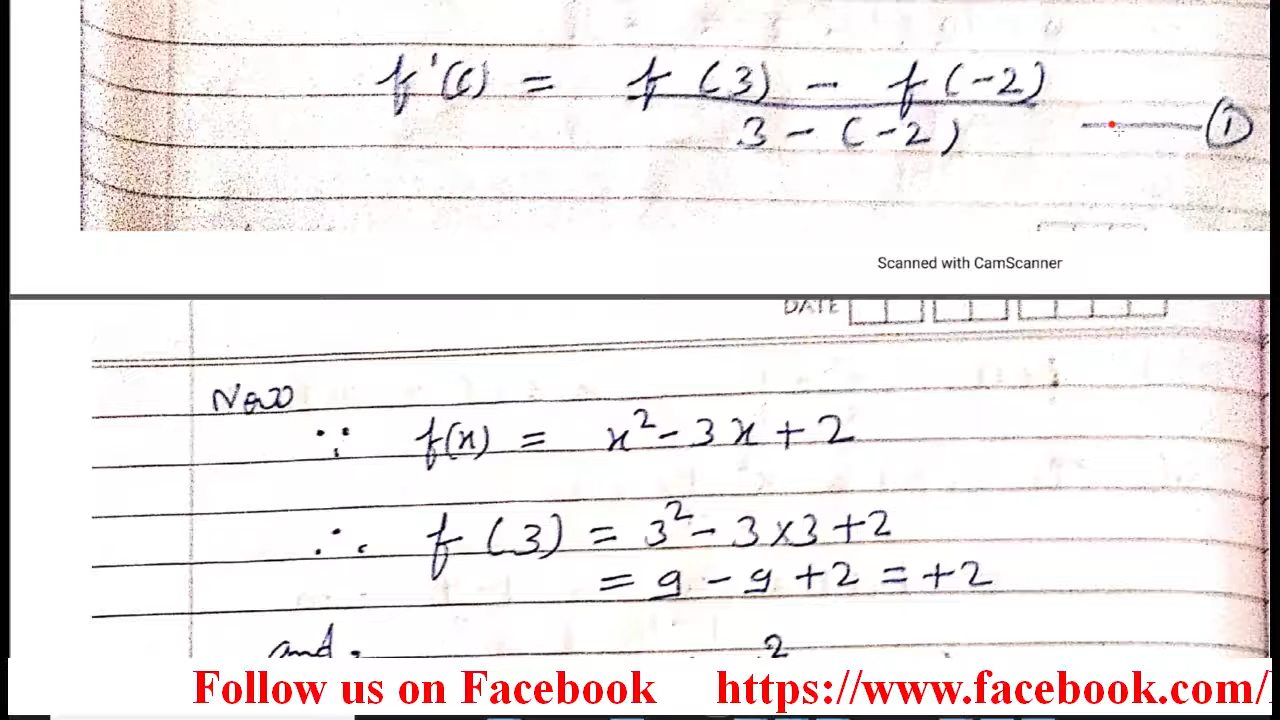 f'(c) = f(3) - f(-2)
3 - (-2) —— ①
Scanned with CamScanner
DATE
Now
∵ f(x) = x² - 3x + 2
∴ f(3) = 3² - 3×3 + 2
= 9 - 9 + 2 = +2
and
2
Follow us on Facebook https://www.facebook.com/